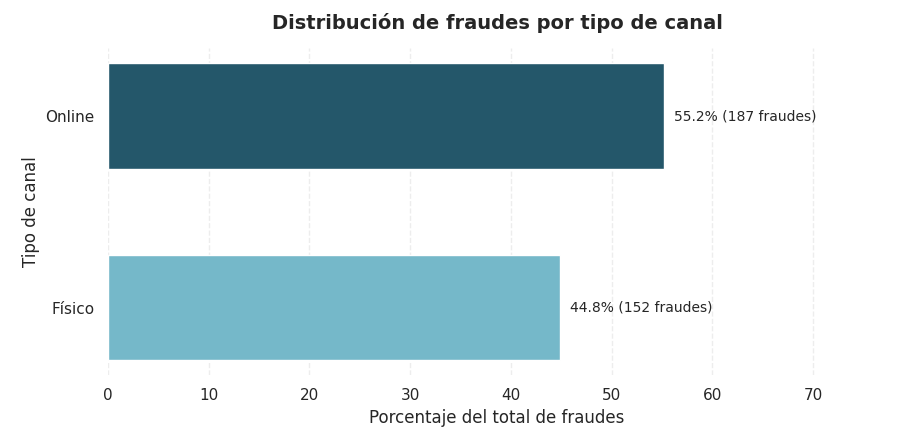 Distribución de fraudes por tipo de canal
Tipo de canal
Online
55.2% (187 fraudes)
Físico
44.8% (152 fraudes)
0 10 20 30 40 50 60 70
Porcentaje del total de fraudes